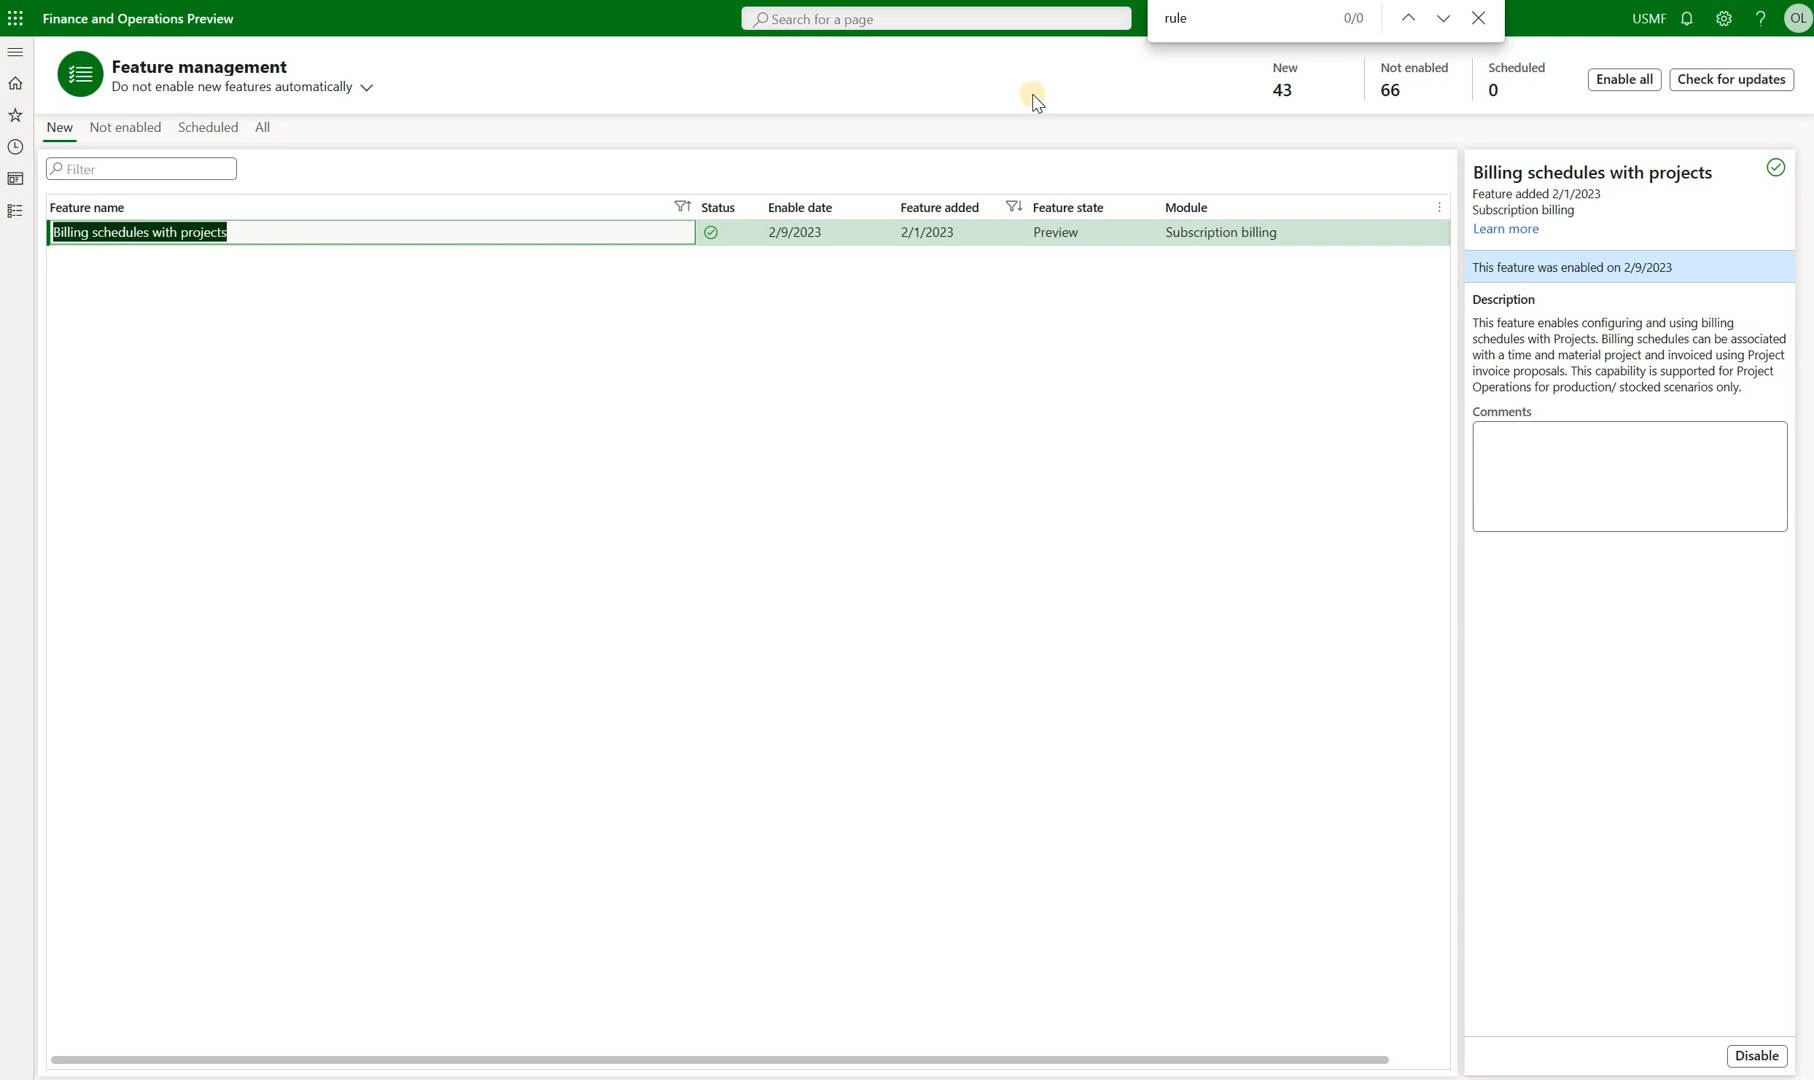 Finance and Operations Preview
Search for a page
rule
0/0
USMF
?
OL
Feature management
Do not enable new features automatically
New
43
Not enabled
66
Scheduled
0
Enable all
Check for updates
New
Not enabled
Scheduled
All
Filter
Feature name
Status
Enable date
Feature added
Feature state
Module
Billing schedules with projects
2/9/2023
2/1/2023
Preview
Subscription billing
Billing schedules with projects
Feature added 2/1/2023
Subscription billing
Learn more
This feature was enabled on 2/9/2023
Description
This feature enables configuring and using billing
schedules with Projects. Billing schedules can be associated
with a time and material project and invoiced using Project
invoice proposals. This capability is supported for Project
Operations for production/ stocked scenarios only.
Comments
Disable